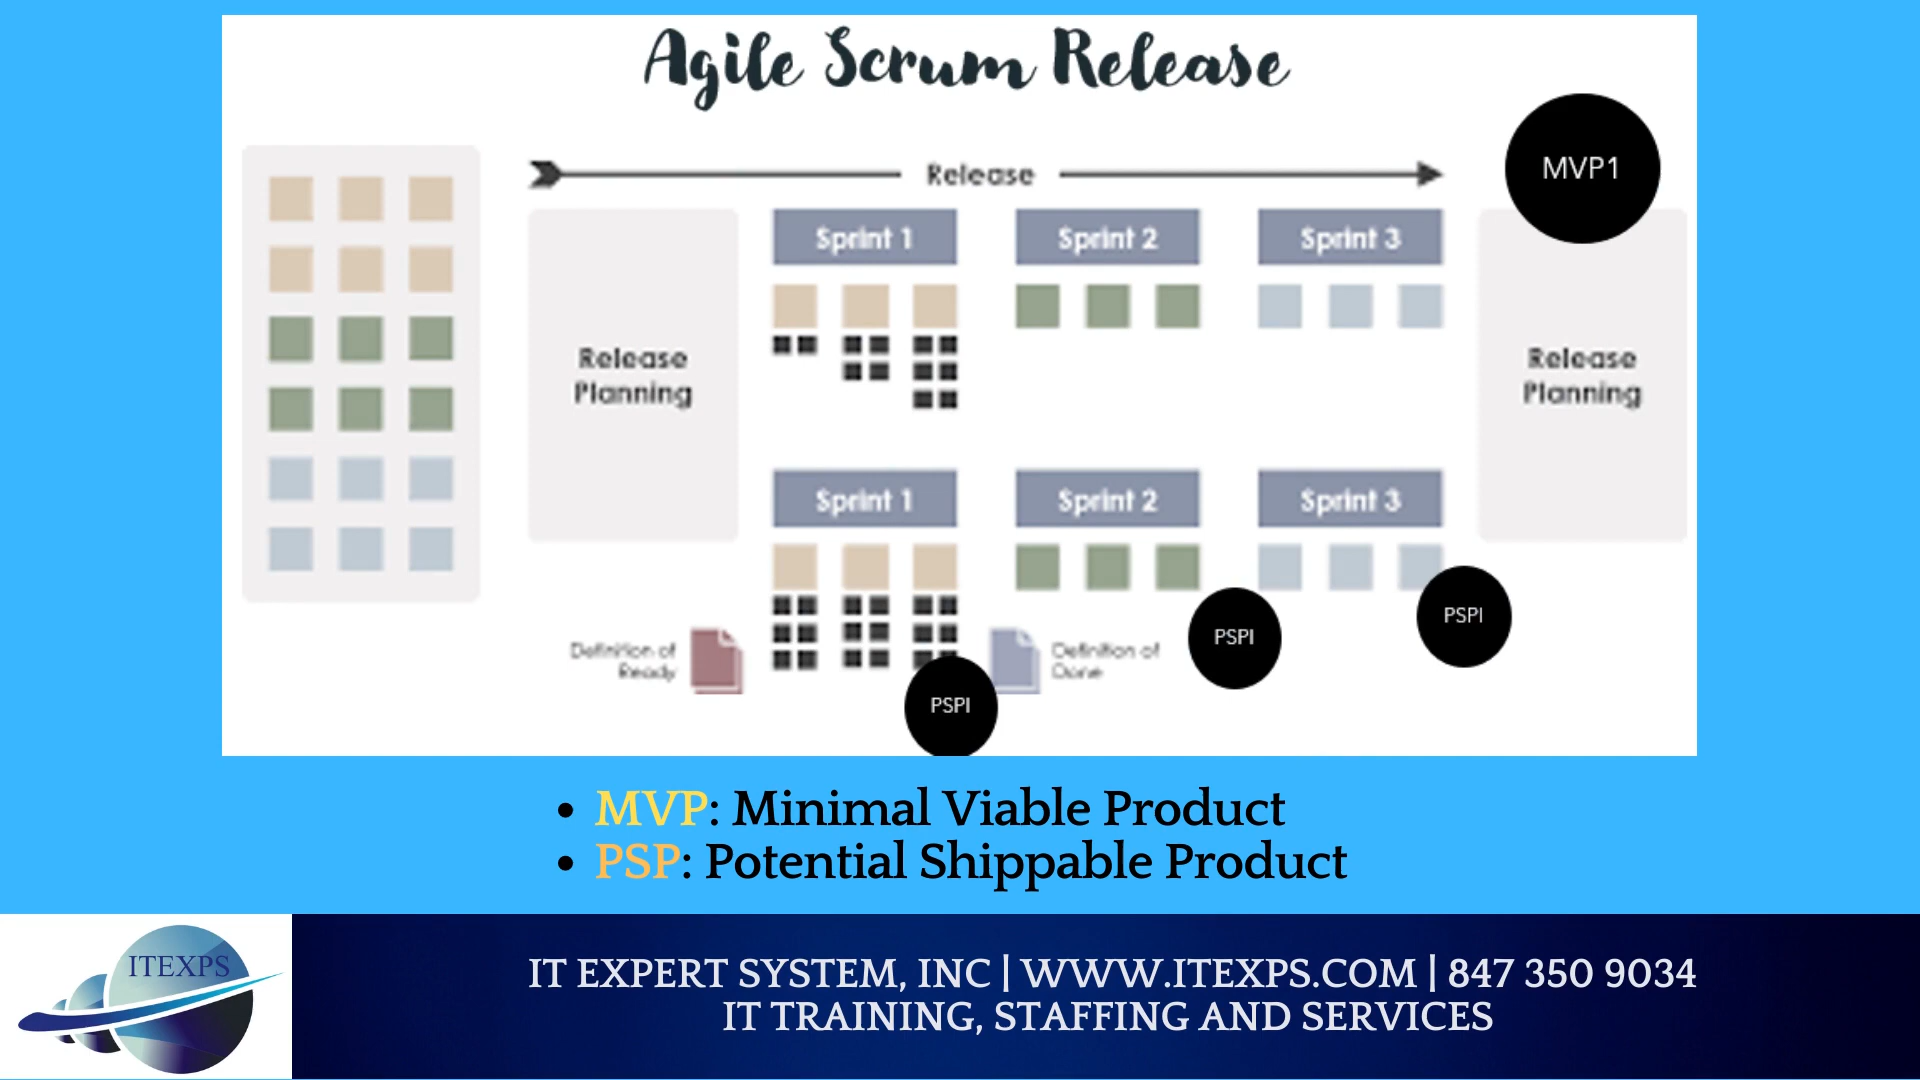 Agile Scrum Release
MVP1
Release
Sprint 1
Sprint 2
Sprint 3
Release
Planning
Release
Planning
Sprint 1
Sprint 2
Sprint 3
Definition of
Ready
Definition of
Done
PSPI
PSPI
PSPI
• MVP: Minimal Viable Product
• PSP: Potential Shippable Product
ITEXPS
IT EXPERT SYSTEM, INC | WWW.ITEXPS.COM | 847 350 9034
IT TRAINING, STAFFING AND SERVICES